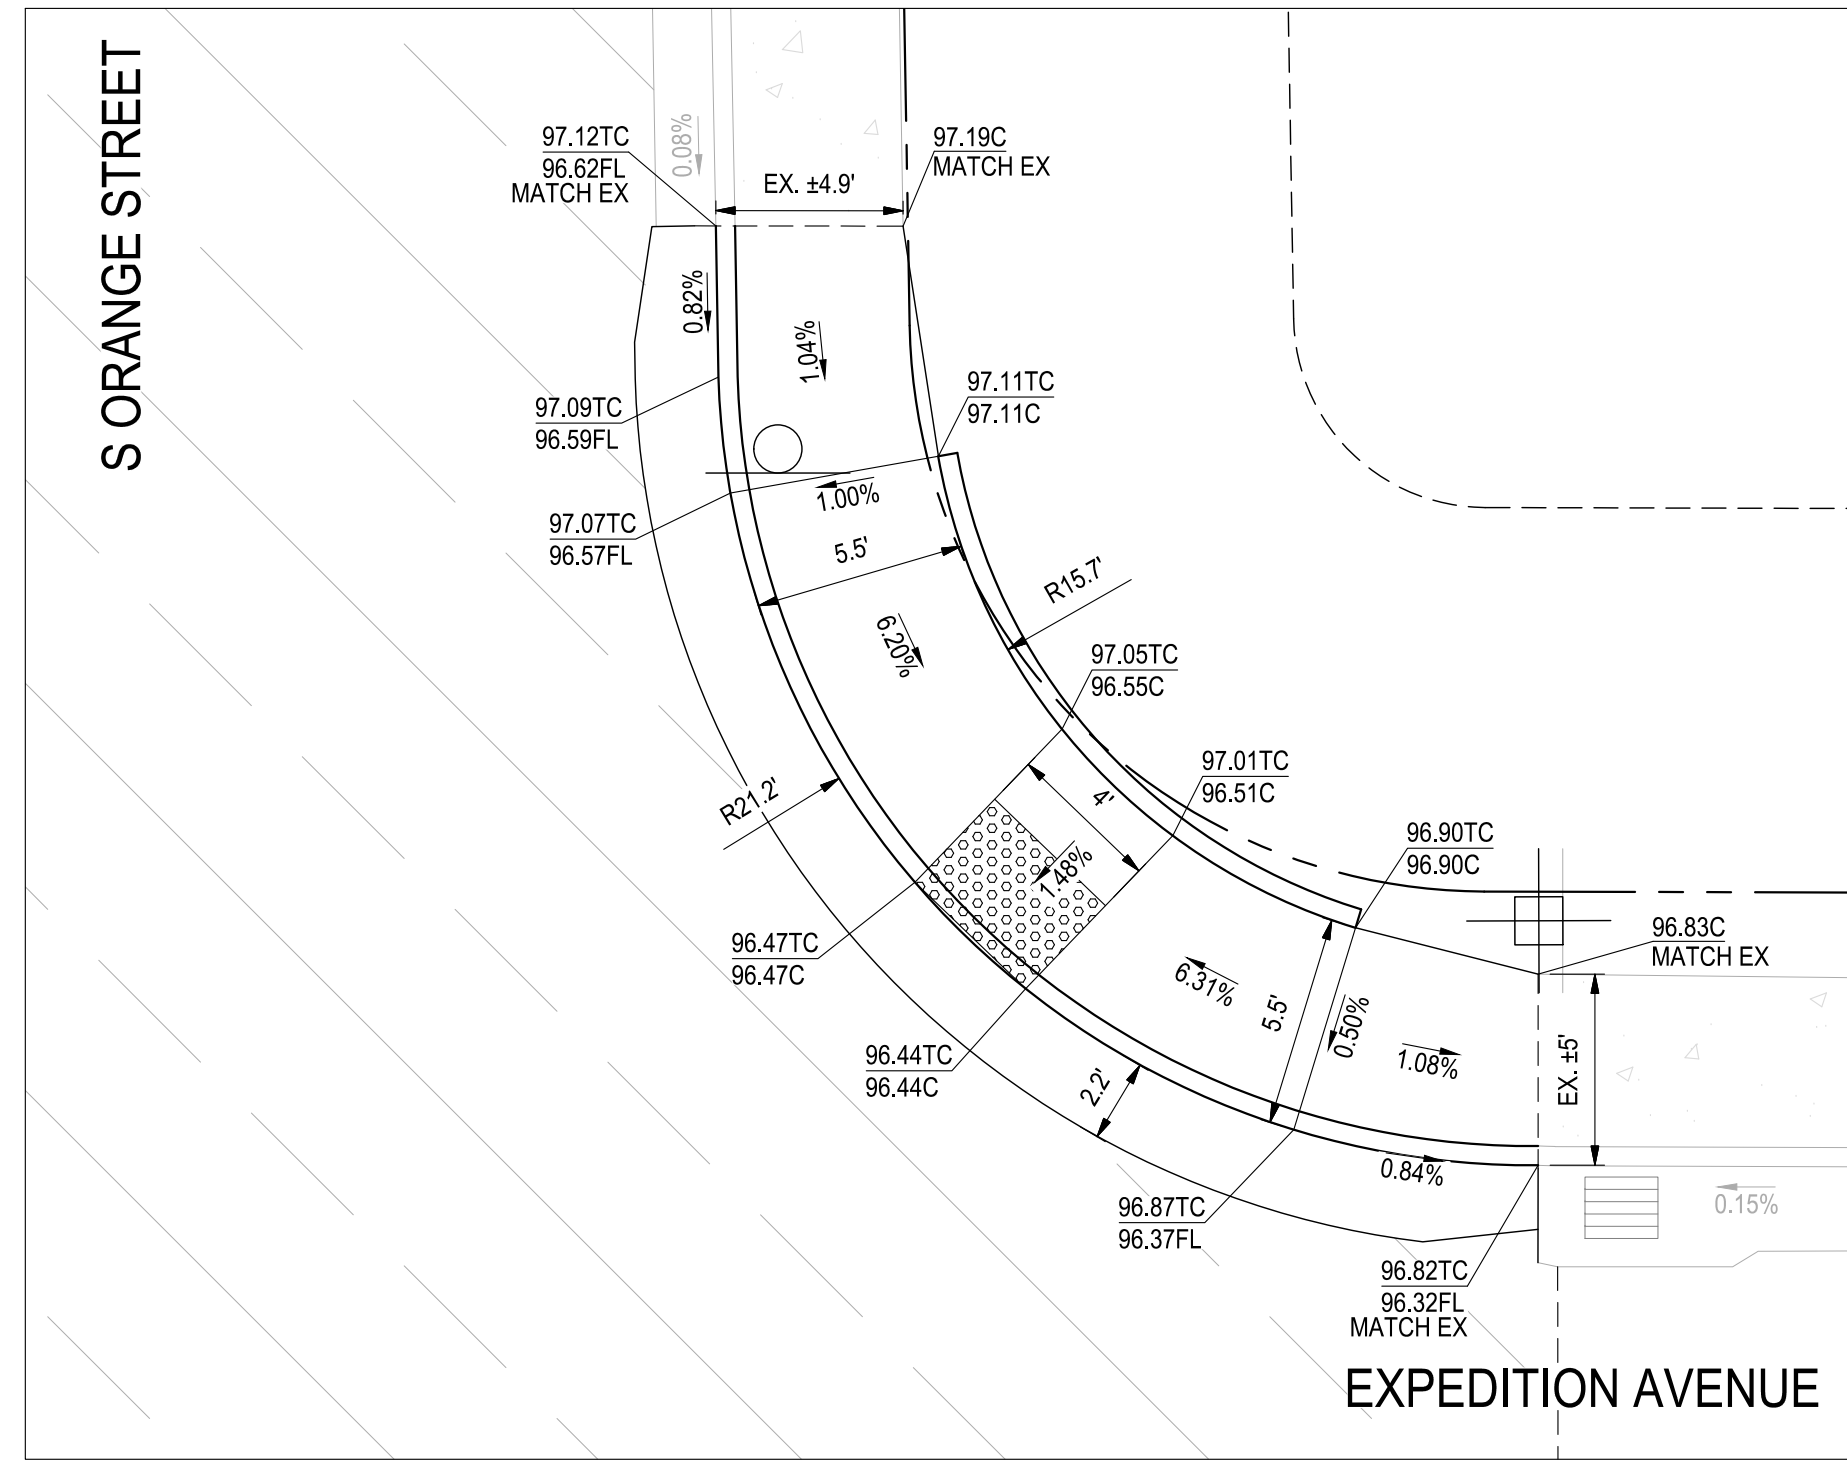 S ORANGE STREET
97.12TC
96.62FL
MATCH EX
0.08%
EX. ±4.9'
97.19C
MATCH EX
0.82%
1.04%
97.11TC
97.11C
97.09TC
96.59FL
1.00%
97.07TC
96.57FL
5.5'
R15.7'
6.20%
97.05TC
96.55C
R21.2'
4'
97.01TC
96.51C
1.48%
96.90TC
96.90C
96.47TC
96.47C
96.83C
MATCH EX
6.31%
5.5'
0.50%
1.08%
EX. ±5'
96.44TC
96.44C
2.2'
0.84%
0.15%
96.87TC
96.37FL
96.82TC
96.32FL
MATCH EX
EXPEDITION AVENUE